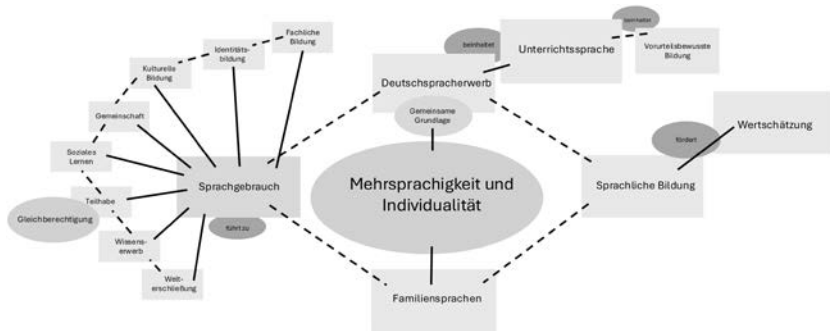 Fachliche
Bildung
Identitäts-
bildung
Kulturelle
Bildung
Gemeinschaft
Soziales
Lernen
Teilhabe
Gleichberechtigung
Wissens-
erwerb
Welt-
erschließung
Sprachgebrauch
führt zu
beinhaltet
Deutschspracherwerb
Gemeinsame
Grundlage
Unterrichtssprache
beinhaltet
Vorurteilsbewusste
Bildung
Mehrsprachigkeit und
Individualität
Familiensprachen
Sprachliche Bildung
fördert
Wertschätzung